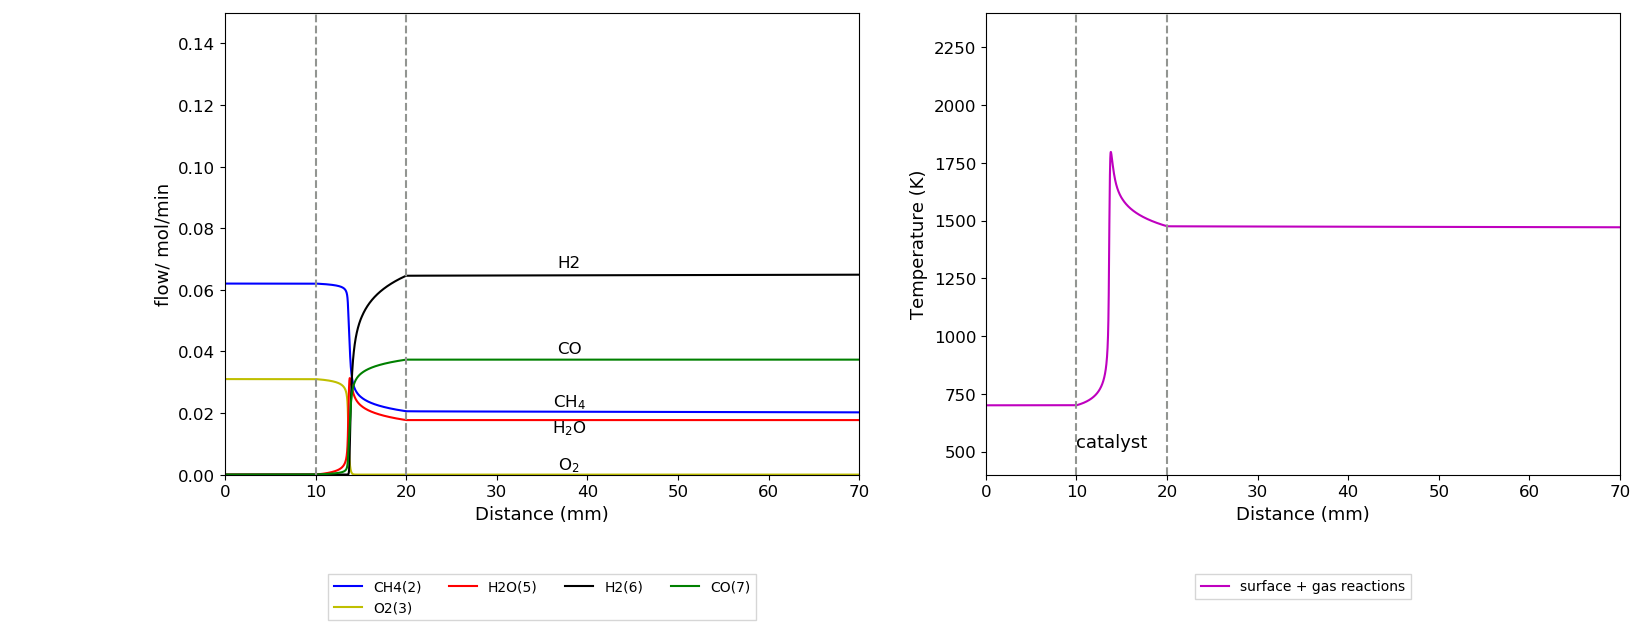 0.14
0.12
0.10
0.08
0.06
0.04
0.02
0.00
flow/ mol/min
H2
CO
CH4
H2O
O2
0 10 20 30 40 50 60 70
Distance (mm)
CH4(2) H2O(5) H2(6) CO(7)
O2(3)
2250
2000
1750
1500
1250
1000
750
500
Temperature (K)
catalyst
0 10 20 30 40 50 60 70
Distance (mm)
surface + gas reactions